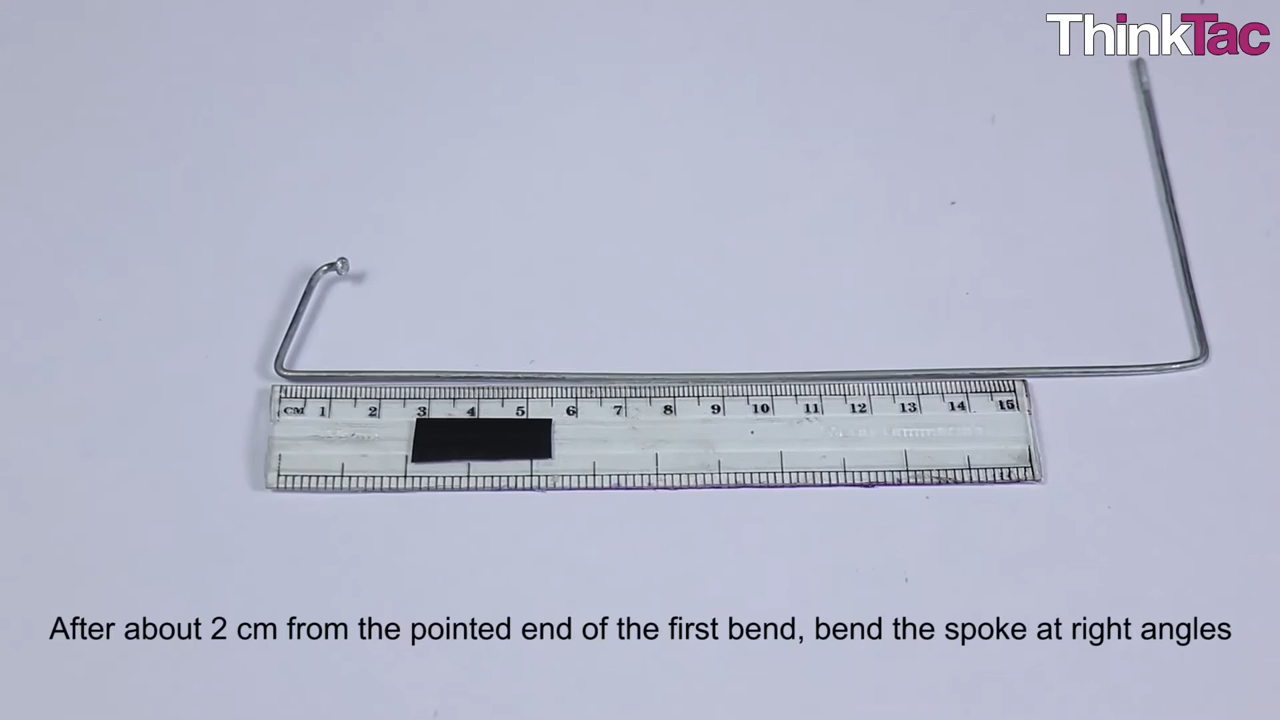 ThinkTac
CM 1 2 3 4 5 6 7 8 9 10 11 12 13 14 15
After about 2 cm from the pointed end of the first bend, bend the spoke at right angles